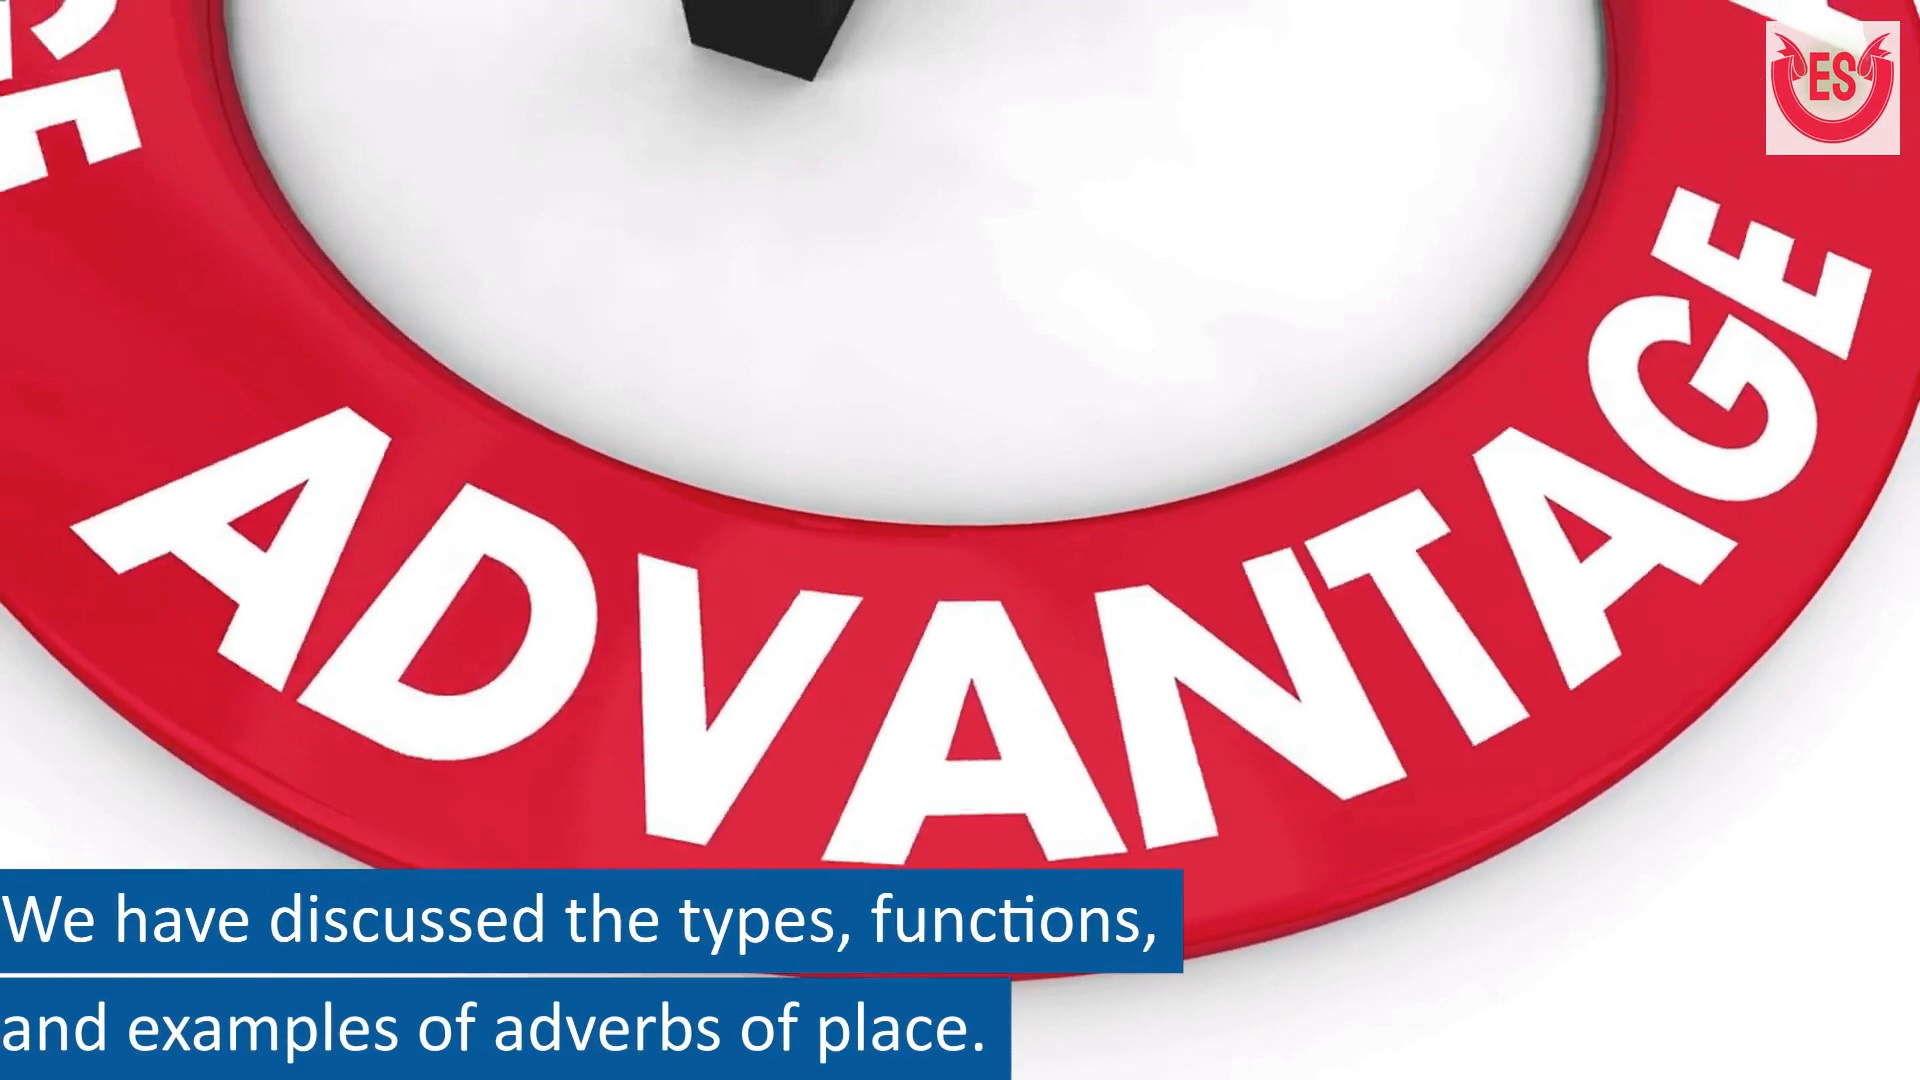 ES
ADVANTAGE
We have discussed the types, functions,
and examples of adverbs of place.